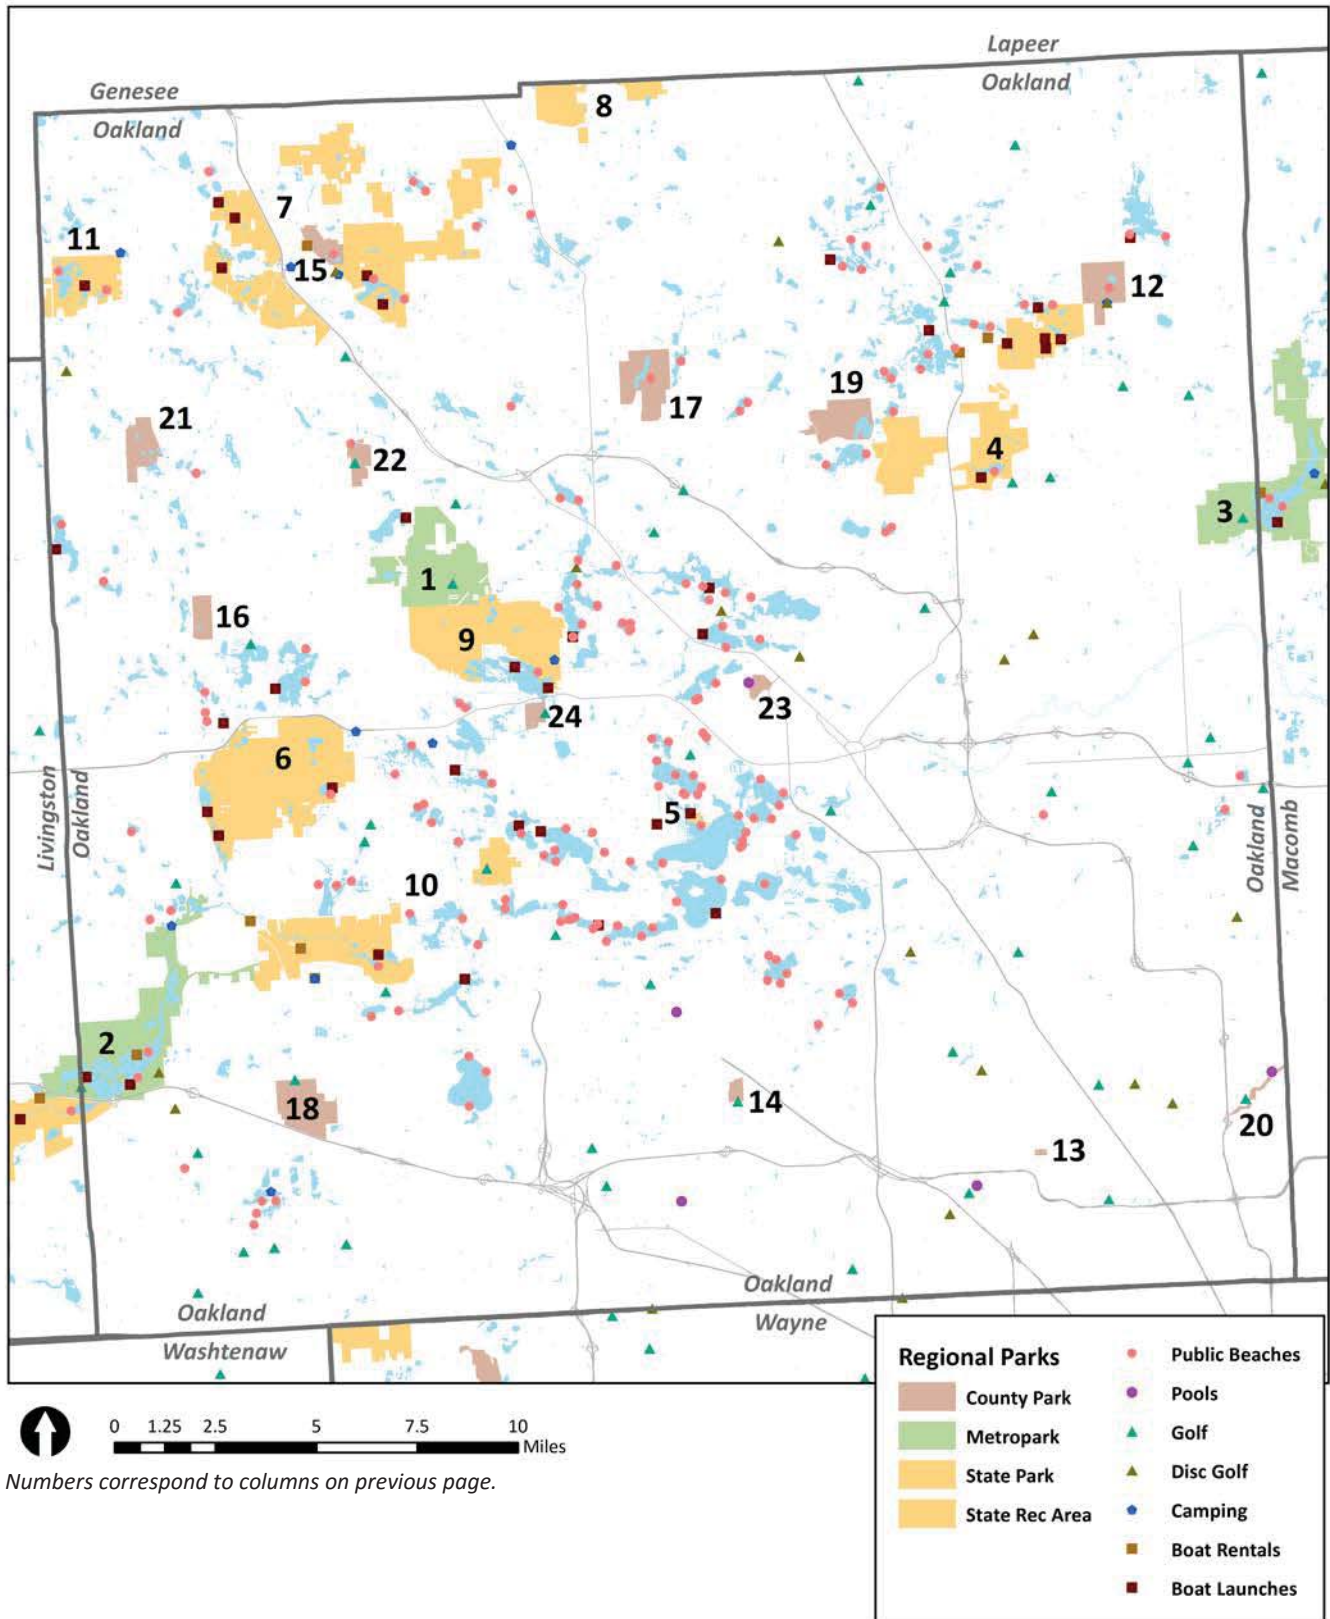 Lapeer
Genesee
Oakland
Oakland
8
7
11
15
12
17
19
21
22
4
3
1
16
9
23
24
6
5
Livingston
Oakland
Oakland
Macomb
10
2
18
14
13
20
Oakland
Oakland
Wayne
Washtenaw
Regional Parks
County Park
Metropark
State Park
State Rec Area
Public Beaches
Pools
Golf
Disc Golf
Camping
Boat Rentals
Boat Launches
0 1.25 2.5 5 7.5 10
Miles
Numbers correspond to columns on previous page.